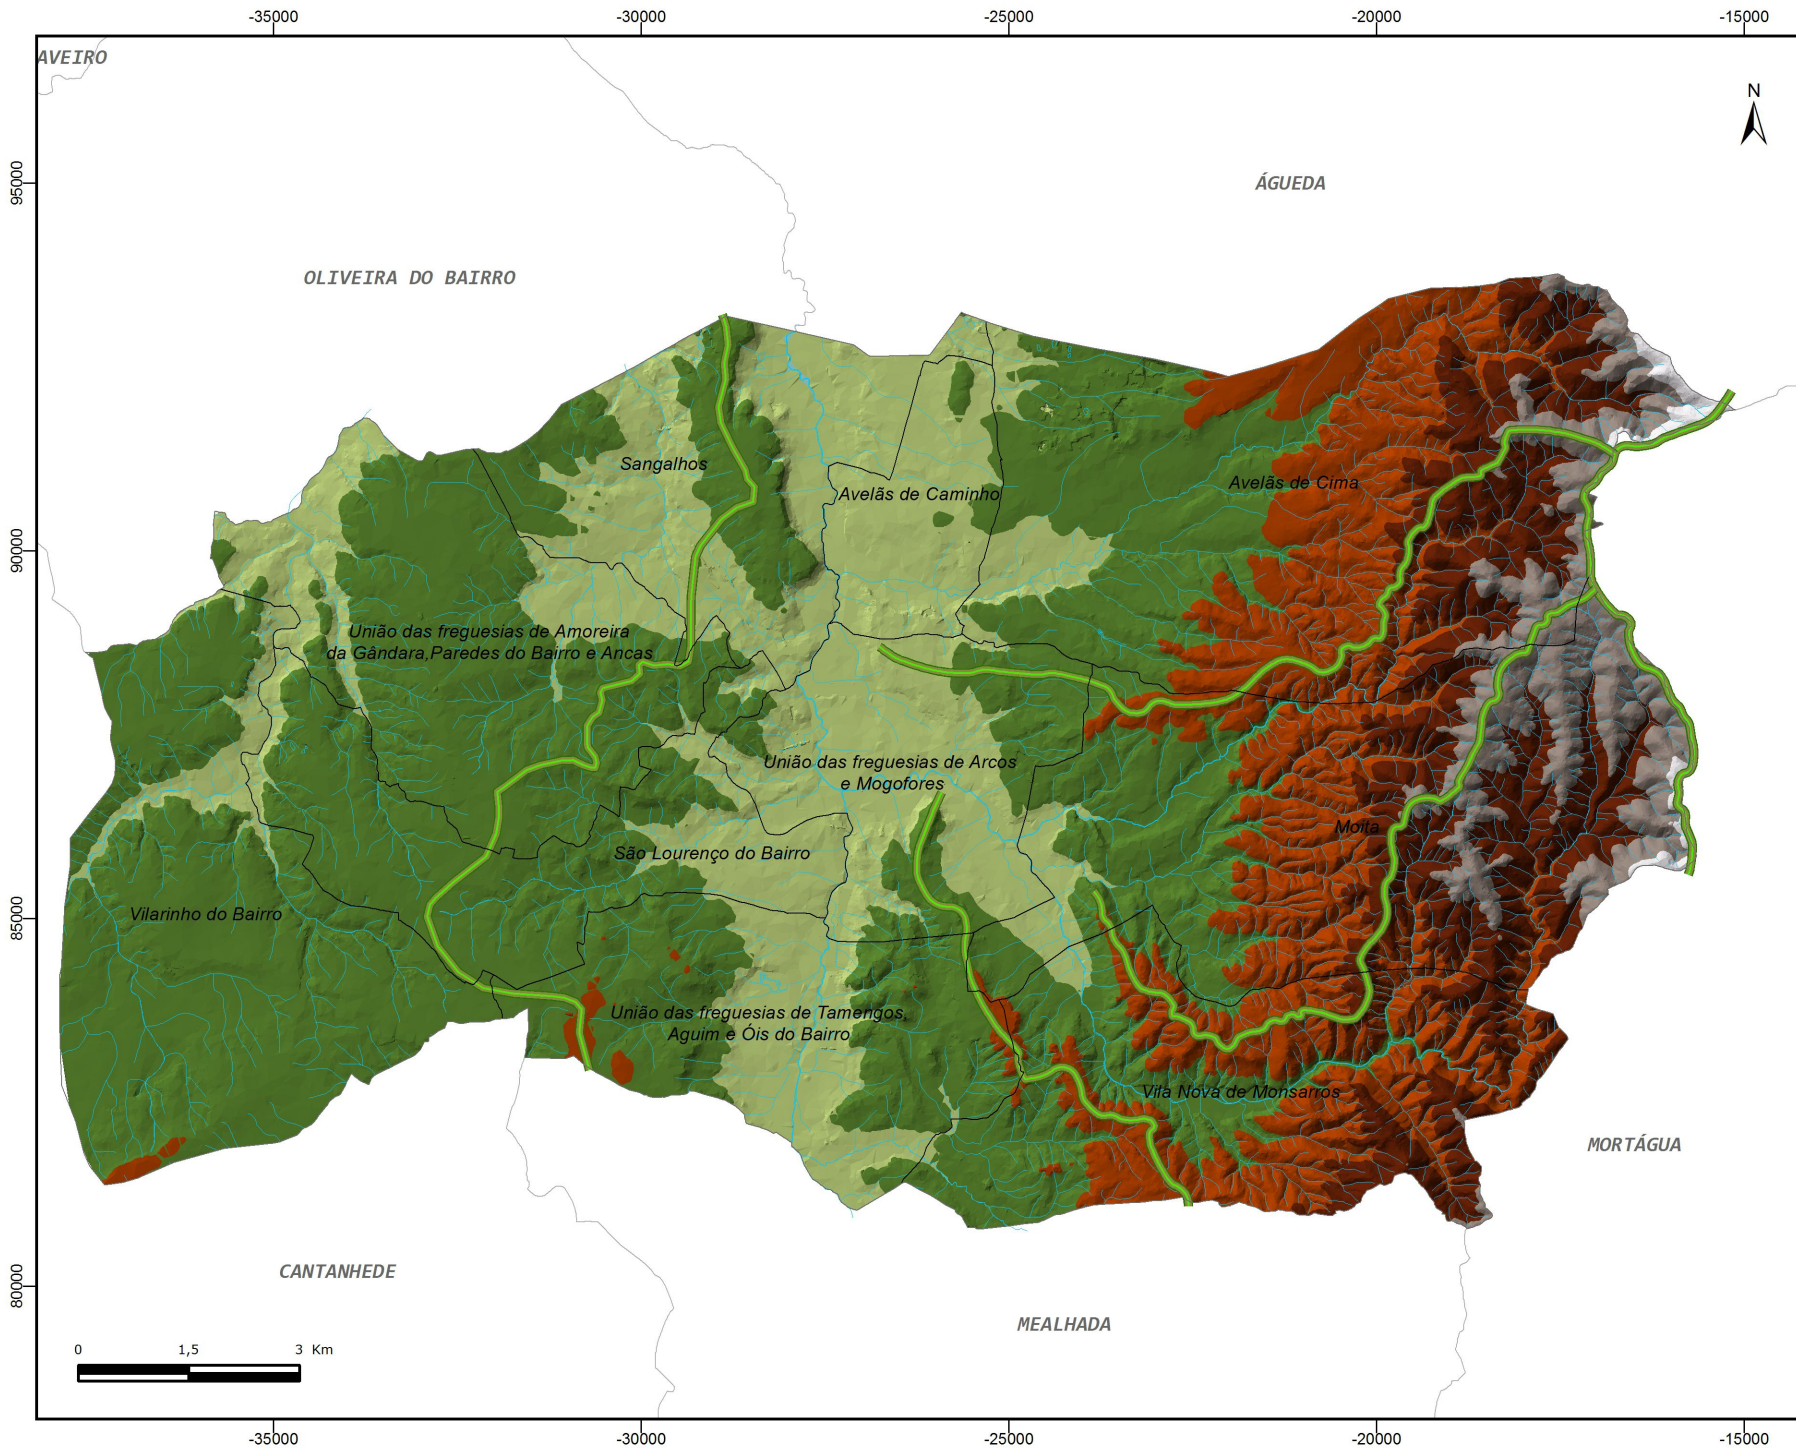 -35000 -30000 -25000 -20000 -15000
AVEIRO
N
95000
ÁGUEDA
OLIVEIRA DO BAIRRO
Sangalhos
Avelãs de Caminho
Avelãs de Cima
90000
União das freguesias de Amoreira
da Gândara,Paredes do Bairro e Ancas
União das freguesias de Arcos
e Mogofores
Moita
São Lourenço do Bairro
Vilarinho do Bairro
85000
União das freguesias de Tamengos,
Aguim e Óis do Bairro
Vila Nova de Monsarros
MORTÁGUA
CANTANHEDE
80000
MEALHADA
0 1,5 3 Km
-35000 -30000 -25000 -20000 -15000